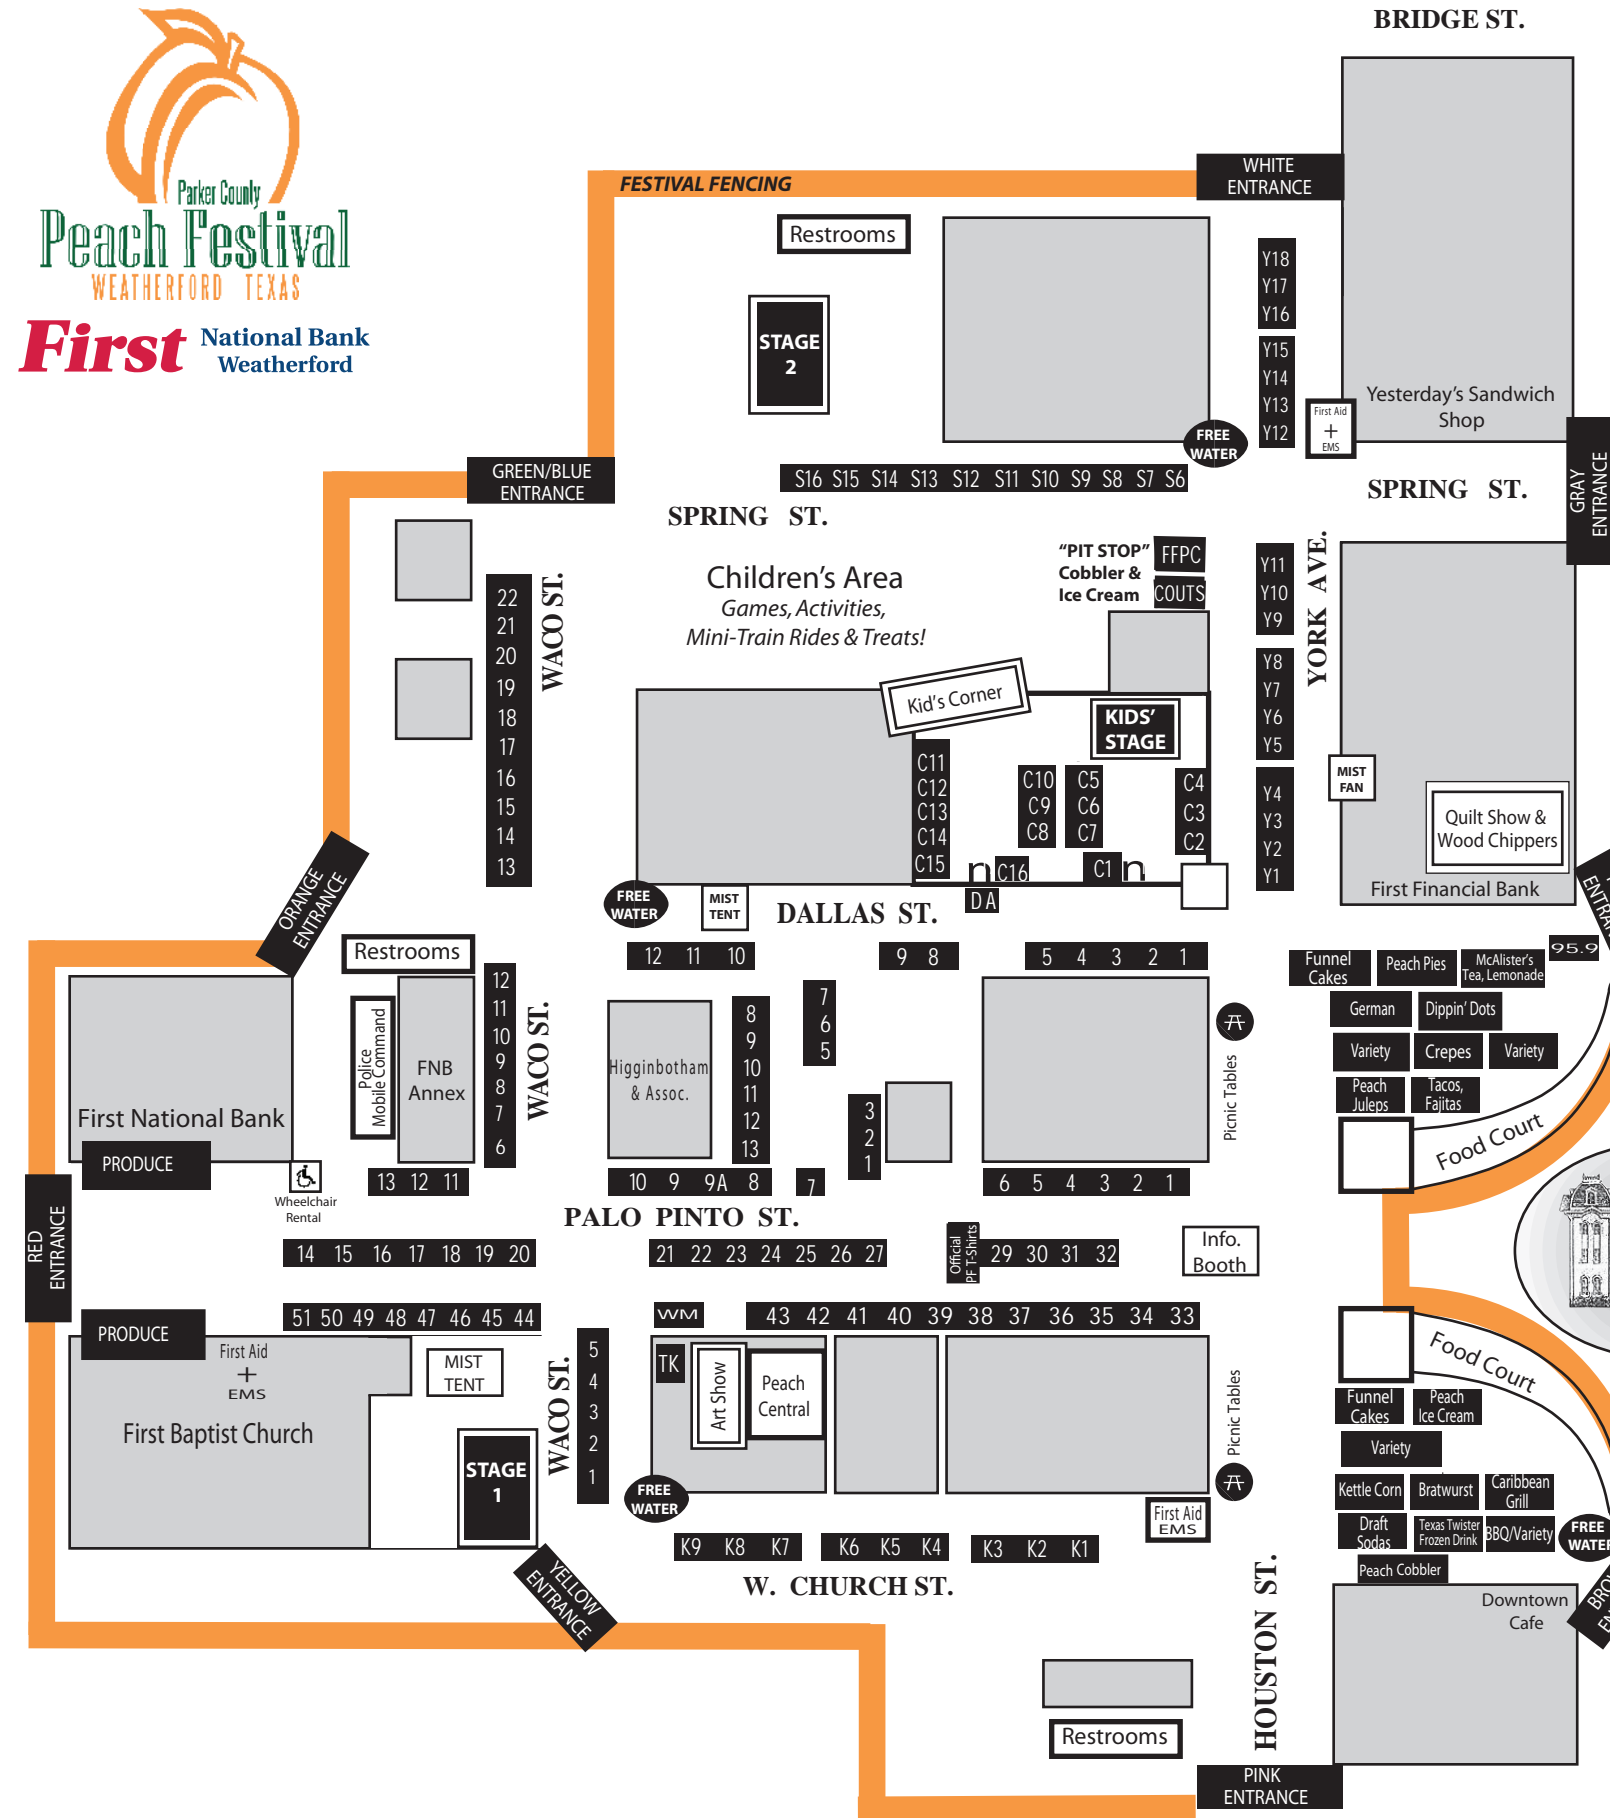 BRIDGE ST.
Parker County
Peach Festival
WEATHERFORD TEXAS
First National Bank
Weatherford
FESTIVAL FENCING
WHITE
ENTRANCE
Restrooms
STAGE
2
Y18
Y17
Y16
Y15
Y14
Y13
Y12
First Aid
+
EMS
Yesterday's Sandwich
Shop
FREE
WATER
GREEN/BLUE
ENTRANCE
S16 S15 S14 S13 S12 S11 S10 S9 S8 S7 S6
SPRING ST.
SPRING ST.
GRAY
ENTRANCE
22
21
20
19
18
17
16
15
14
13
WACO ST.
Children's Area
Games, Activities,
Mini-Train Rides & Treats!
"PIT STOP"
Cobbler &
Ice Cream
FFPC
COUTS
Y11
Y10
Y9
Y8
Y7
Y6
Y5
Y4
Y3
Y2
Y1
YORK AVE.
Kid's Corner
KIDS'
STAGE
C11
C12
C13
C14
C15
C10
C9
C8
C5
C6
C7
C4
C3
C2
n C16
C1 n
DA
MIST
FAN
Quilt Show &
Wood Chippers
First Financial Bank
ORANGE
ENTRANCE
FREE
WATER
MIST
TENT
DALLAS ST.
12 11 10
9 8
5 4 3 2 1
95.9
Funnel
Cakes
Peach Pies
McAlister's
Tea, Lemonade
German
Dippin' Dots
Variety
Crepes
Variety
Peach
Juleps
Tacos,
Fajitas
Food Court
Restrooms
Police
Mobile Command
FNB
Annex
12
11
10
9
8
7
6
WACO ST.
Higginbotham
& Assoc.
8
9
10
11
12
13
7
6
5
3
2
1
Picnic Tables
First National Bank
PRODUCE
Wheelchair
Rental
13 12 11
10 9 9A 8
7
6 5 4 3 2 1
PALO PINTO ST.
RED
ENTRANCE
14 15 16 17 18 19 20
21 22 23 24 25 26 27
Official
PF T-Shirts
29 30 31 32
Info.
Booth
PRODUCE
51 50 49 48 47 46 45 44
WM
43 42 41 40 39 38 37 36 35 34 33
First Aid
+
EMS
First Baptist Church
MIST
TENT
STAGE
1
WACO ST.
5
4
3
2
1
TK
Art Show
Peach
Central
FREE
WATER
Picnic Tables
First Aid
EMS
K9 K8 K7
K6 K5 K4
K3 K2 K1
W. CHURCH ST.
YELLOW
ENTRANCE
Food Court
Funnel
Cakes
Peach
Ice Cream
Variety
Kettle Corn
Bratwurst
Caribbean
Grill
Draft
Sodas
Texas Twister
Frozen Drink
BBQ/Variety
FREE
WATER
Peach Cobbler
Downtown
Cafe
HOUSTON ST.
Restrooms
PINK
ENTRANCE